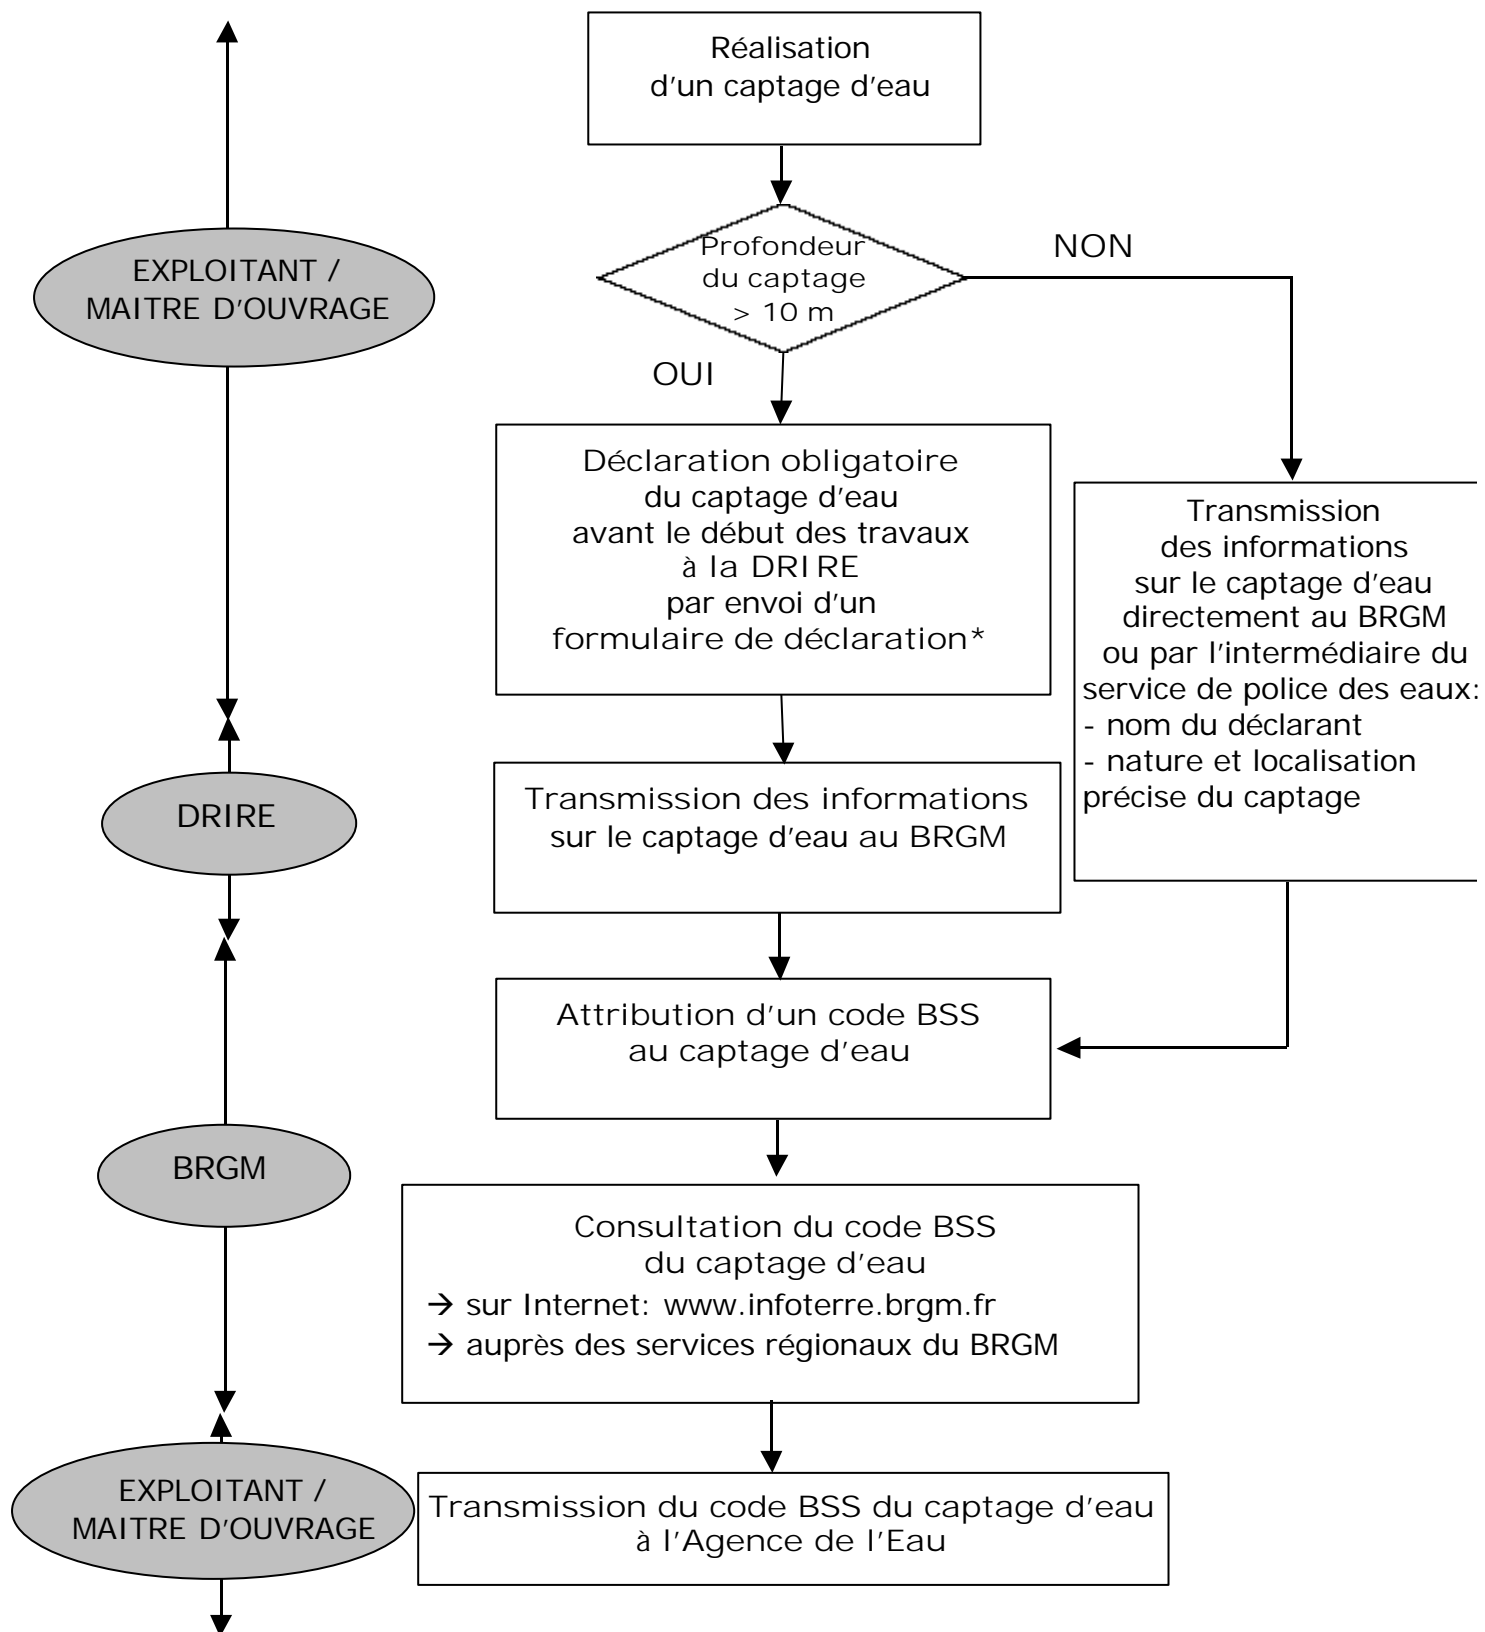 Réalisation
d'un captage d'eau
EXPLOITANT /
MAITRE D'OUVRAGE
Profondeur
du captage
> 10 m
NON
OUI
Déclaration obligatoire
du captage d'eau
avant le début des travaux
à la DRIRE
par envoi d'un
formulaire de déclaration*
Transmission
des informations
sur le captage d'eau
directement au BRGM
ou par l'intermédiaire du
service de police des eaux:
- nom du déclarant
- nature et localisation
précise du captage
DRIRE
Transmission des informations
sur le captage d'eau au BRGM
Attribution d'un code BSS
au captage d'eau
BRGM
Consultation du code BSS
du captage d'eau
→ sur Internet: www.infoterre.brgm.fr
→ auprès des services régionaux du BRGM
EXPLOITANT /
MAITRE D'OUVRAGE
Transmission du code BSS du captage d'eau
à l'Agence de l'Eau